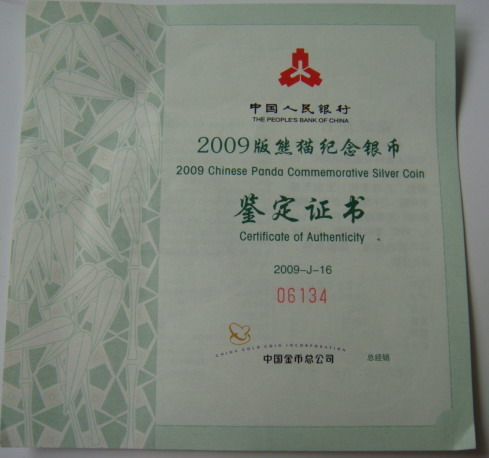 中国人民银行
THE PEOPLE'S BANK OF CHINA
2009版熊猫纪念银币
2009 Chinese Panda Commemorative Silver Coin
鉴定证书
Certificate of Authenticity
2009-J-16
06134
CHINA GOLD COIN INCORPORATION
中国金币总公司 总经销